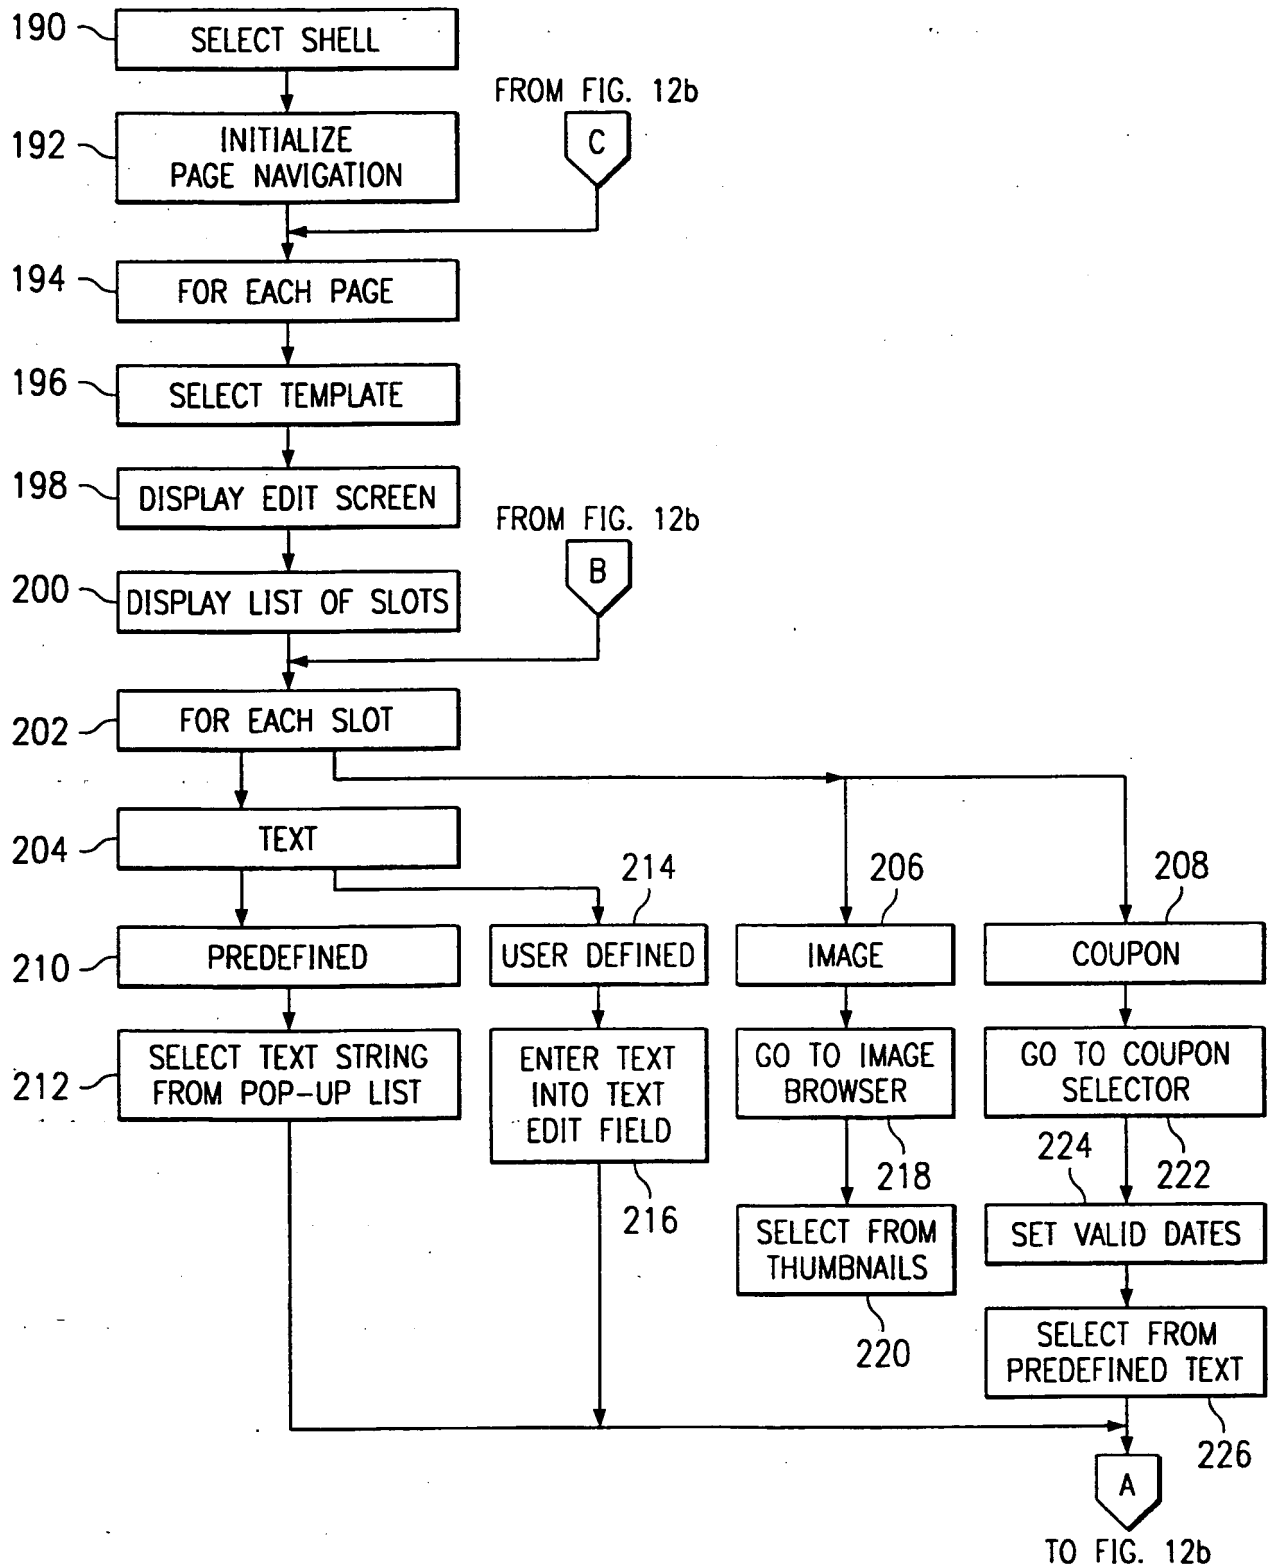 190
SELECT SHELL
FROM FIG. 12b
192
INITIALIZE
PAGE NAVIGATION
C
194
FOR EACH PAGE
196
SELECT TEMPLATE
198
DISPLAY EDIT SCREEN
FROM FIG. 12b
200
DISPLAY LIST OF SLOTS
B
202
FOR EACH SLOT
204
TEXT
214
206
208
210
PREDEFINED
USER DEFINED
IMAGE
COUPON
212
SELECT TEXT STRING
FROM POP-UP LIST
ENTER TEXT
INTO TEXT
EDIT FIELD
GO TO IMAGE
BROWSER
GO TO COUPON
SELECTOR
216
218
224
222
SELECT FROM
THUMBNAILS
SET VALID DATES
220
SELECT FROM
PREDEFINED TEXT
226
A
TO FIG. 12b